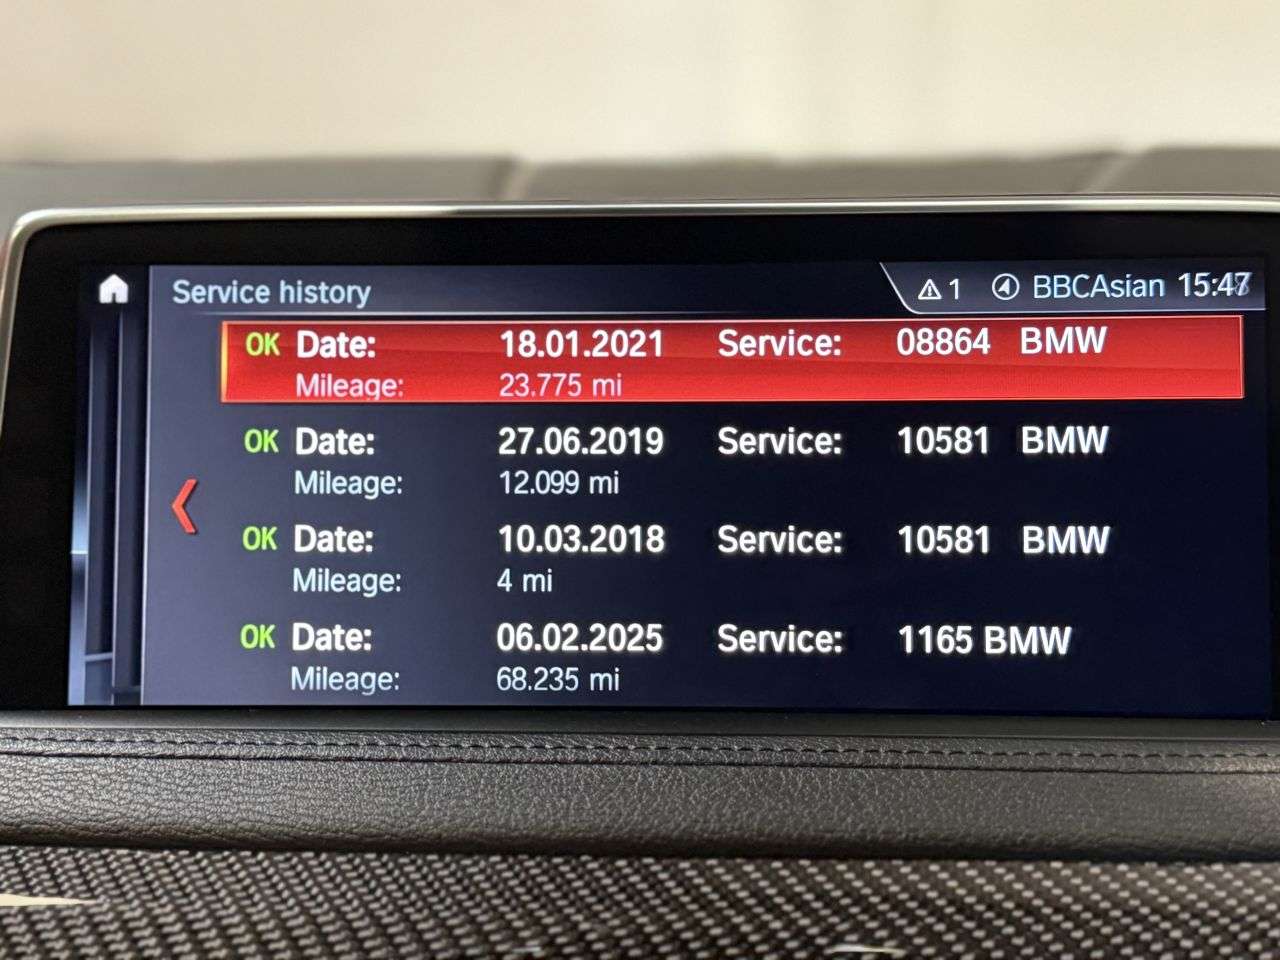 Service history
⚠ 1 BBCAsian 15:47
OK Date: 18.01.2021 Service: 08864 BMW
Mileage: 23.775 mi
OK Date: 27.06.2019 Service: 10581 BMW
Mileage: 12.099 mi
OK Date: 10.03.2018 Service: 10581 BMW
Mileage: 4 mi
OK Date: 06.02.2025 Service: 1165 BMW
Mileage: 68.235 mi